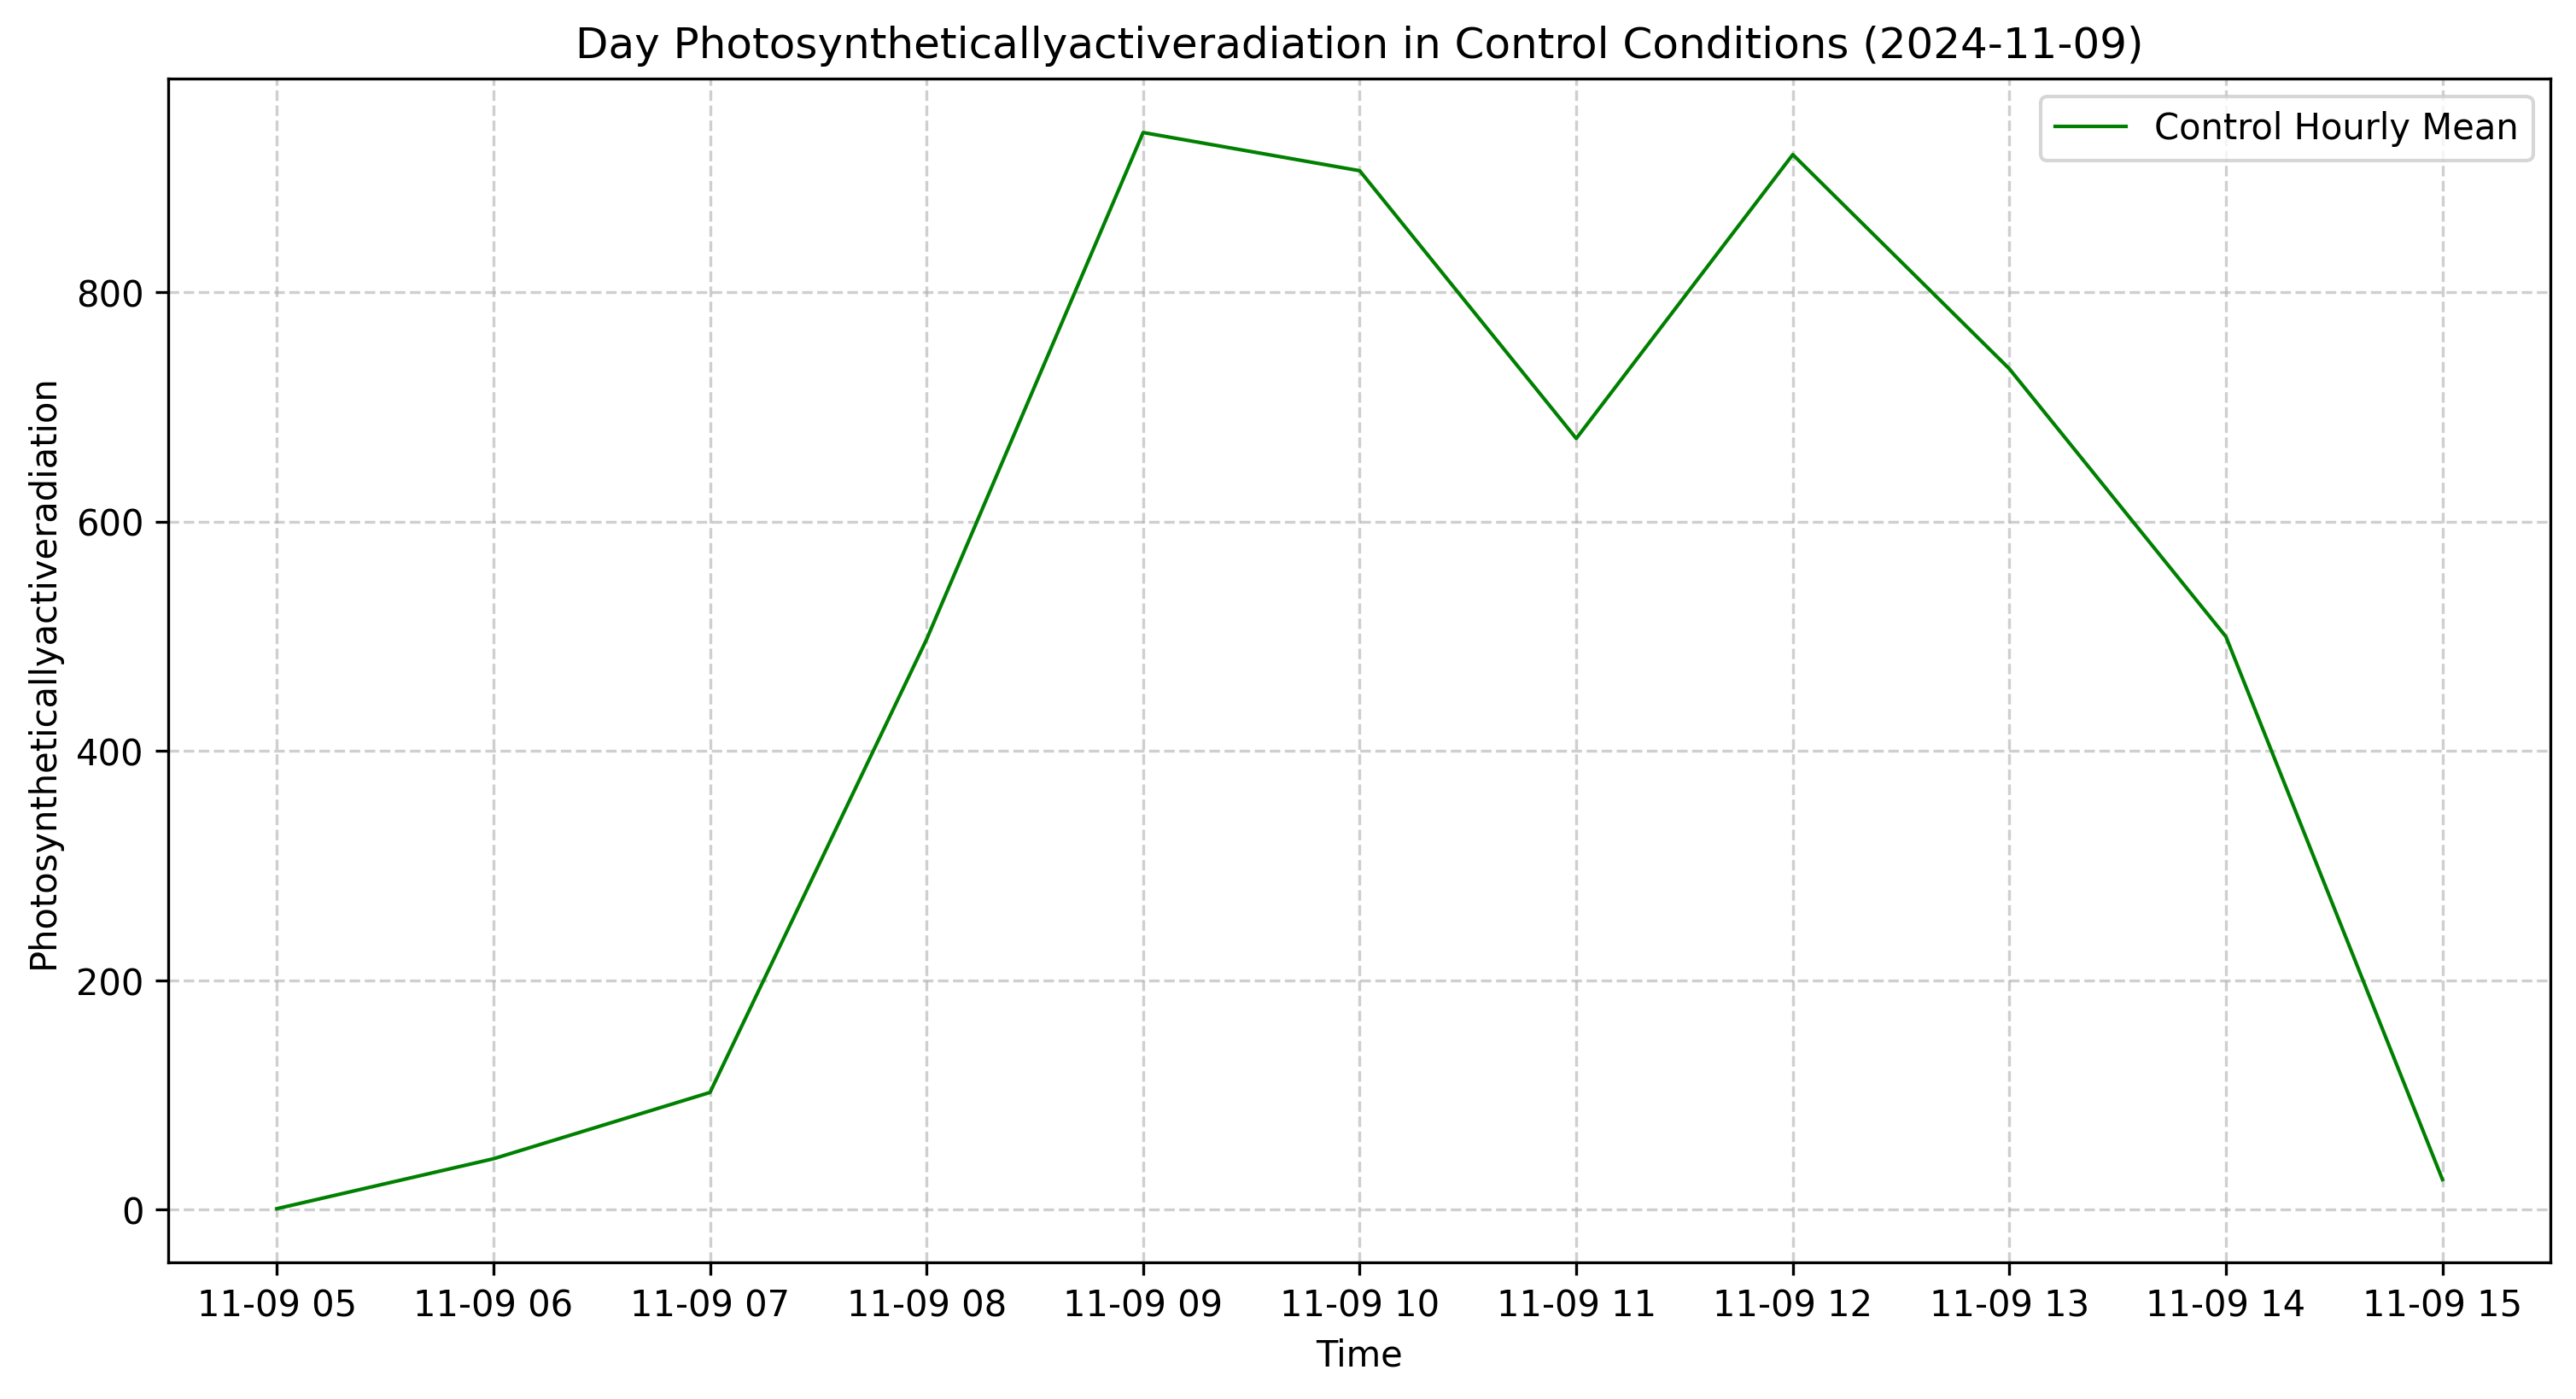 Day Photosyntheticallyactiveradiation in Control Conditions (2024-11-09)
Control Hourly Mean
Photosyntheticallyactiveradiation
800
600
400
200
0
11-09 05 11-09 06 11-09 07 11-09 08 11-09 09 11-09 10 11-09 11 11-09 12 11-09 13 11-09 14 11-09 15
Time